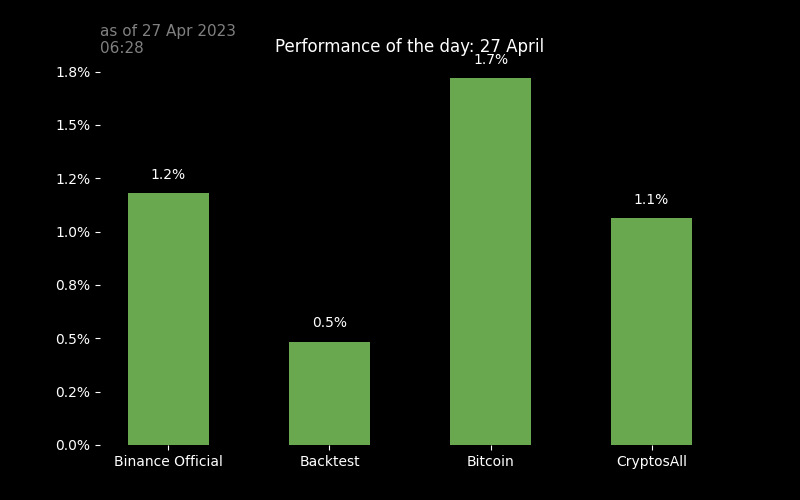 as of 27 Apr 2023
06:28
Performance of the day: 27 April
1.8%
1.5%
1.2%
1.0%
0.8%
0.5%
0.2%
0.0%
1.2%
0.5%
1.7%
1.1%
Binance Official
Backtest
Bitcoin
CryptosAll